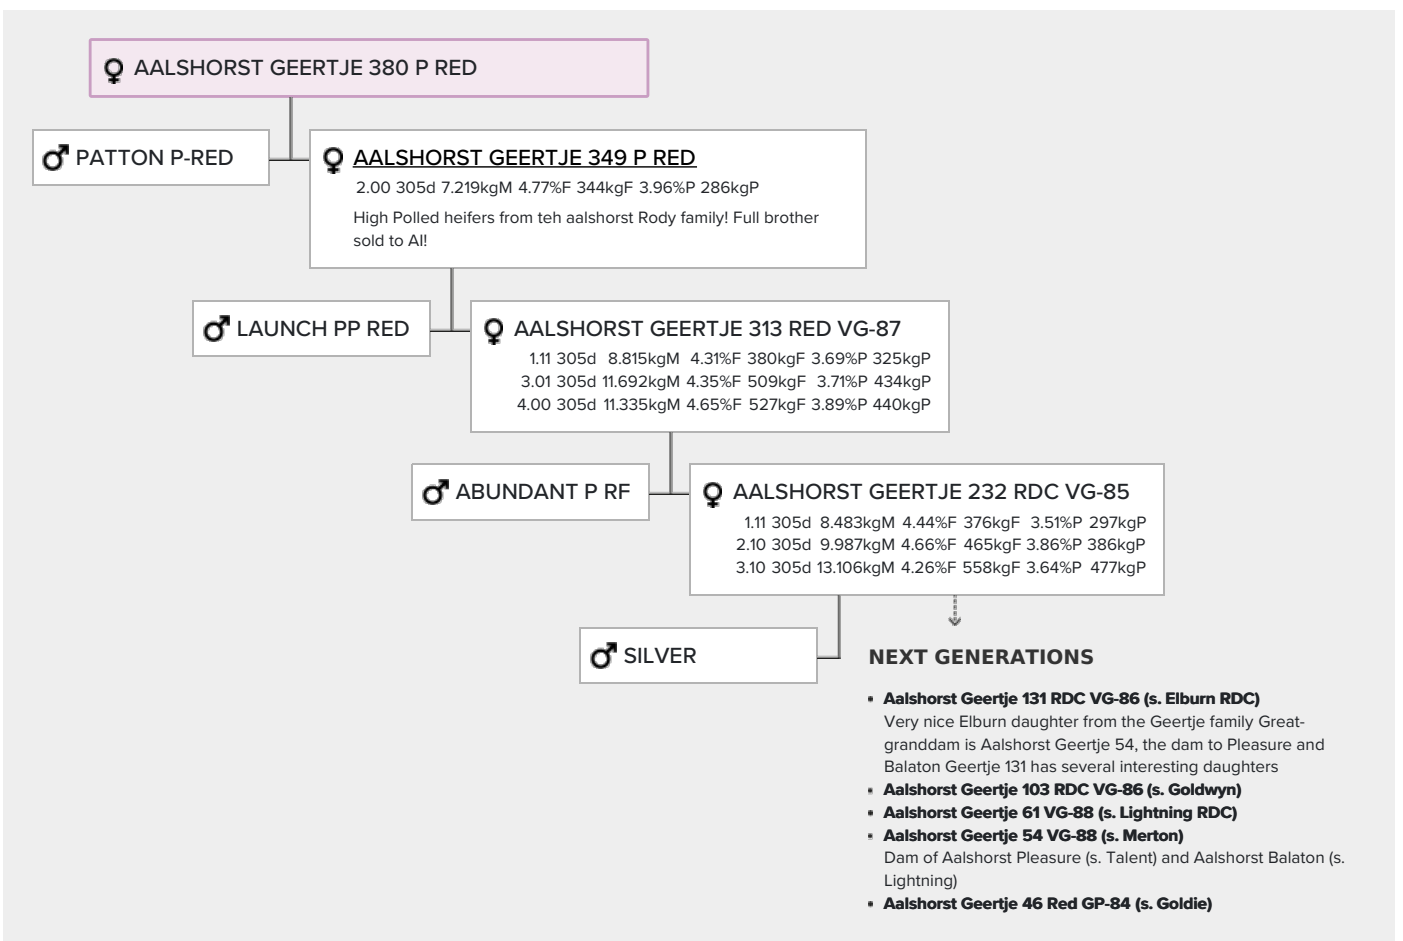 AALSHORST GEERTJE 380 P RED
PATTON P-RED
AALSHORST GEERTJE 349 P RED
2.00 305d 7.219kgM 4.77%F 344kgF 3.96%P 286kgP
High Polled heifers from teh aalshorst Rody family! Full brother
sold to AI!
LAUNCH PP RED
AALSHORST GEERTJE 313 RED VG-87
1.11 305d 8.815kgM 4.31%F 380kgF 3.69%P 325kgP
3.01 305d 11.692kgM 4.35%F 509kgF 3.71%P 434kgP
4.00 305d 11.335kgM 4.65%F 527kgF 3.89%P 440kgP
ABUNDANT P RF
AALSHORST GEERTJE 232 RDC VG-85
1.11 305d 8.483kgM 4.44%F 376kgF 3.51%P 297kgP
2.10 305d 9.987kgM 4.66%F 465kgF 3.86%P 386kgP
3.10 305d 13.106kgM 4.26%F 558kgF 3.64%P 477kgP
SILVER
NEXT GENERATIONS
Aalshorst Geertje 131 RDC VG-86 (s. Elburn RDC)
Very nice Elburn daughter from the Geertje family Great-
granddam is Aalshorst Geertje 54, the dam to Pleasure and
Balaton Geertje 131 has several interesting daughters
Aalshorst Geertje 103 RDC VG-86 (s. Goldwyn)
Aalshorst Geertje 61 VG-88 (s. Lightning RDC)
Aalshorst Geertje 54 VG-88 (s. Merton)
Dam of Aalshorst Pleasure (s. Talent) and Aalshorst Balaton (s.
Lightning)
Aalshorst Geertje 46 Red GP-84 (s. Goldie)